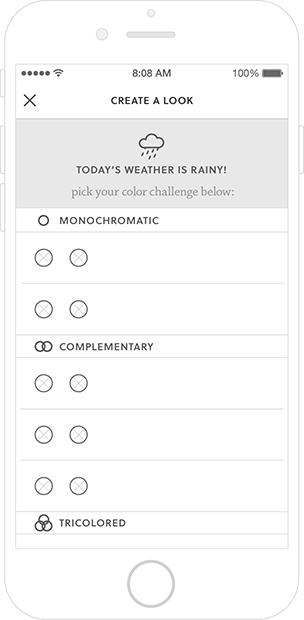 8:08 AM
100%
CREATE A LOOK
TODAY'S WEATHER IS RAINY!
pick your color challenge below:
MONOCHROMATIC
COMPLEMENTARY
TRICOLORED